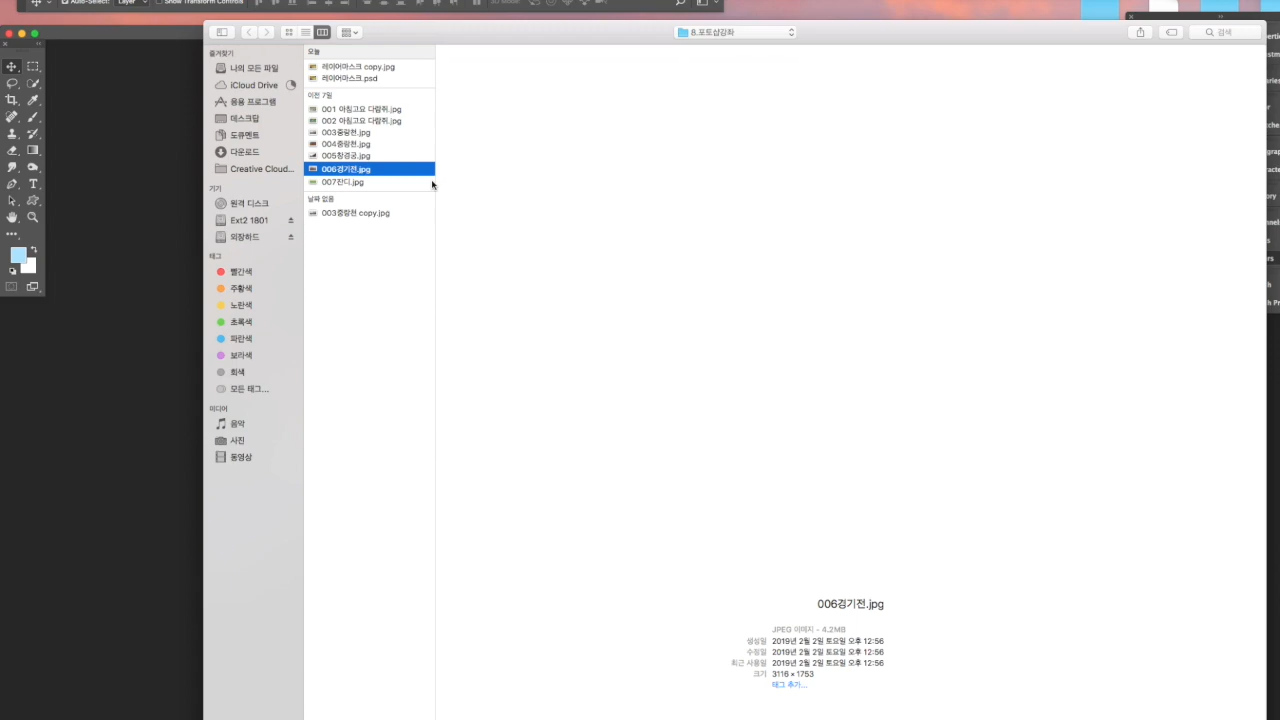 Auto-Select:
Layer
Show Transform Controls
3D Mode:
8.포토샵강좌
검색
즐겨찾기
나의 모든 파일
iCloud Drive
응용 프로그램
데스크탑
도큐멘트
다운로드
Creative Cloud...
기기
원격 디스크
Ext2 1801
외장하드
태그
빨간색
주황색
노란색
초록색
파란색
보라색
회색
모든 태그...
미디어
음악
사진
동영상
오늘
레이어마스크 copy.jpg
레이어마스크.psd
이전 7일
001 아침고요 다람쥐.jpg
002 아침고요 다람쥐.jpg
003중랑천.jpg
004중랑천.jpg
005창경궁.jpg
006경기전.jpg
007잔디.jpg
날짜 없음
003중랑천 copy.jpg
006경기전.jpg
JPEG 이미지 - 4.2MB
생성일 2019년 2월 2일 토요일 오후 12:56
수정일 2019년 2월 2일 토요일 오후 12:56
최근 사용일 2019년 2월 2일 토요일 오후 12:56
크기 3116 × 1753
태그 추가...